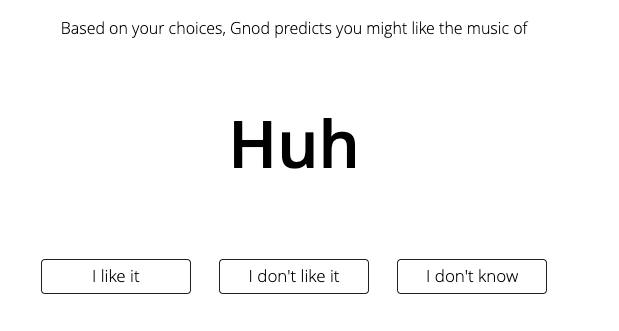 Based on your choices, Gnod predicts you might like the music of
Huh
I like it
I don't like it
I don't know